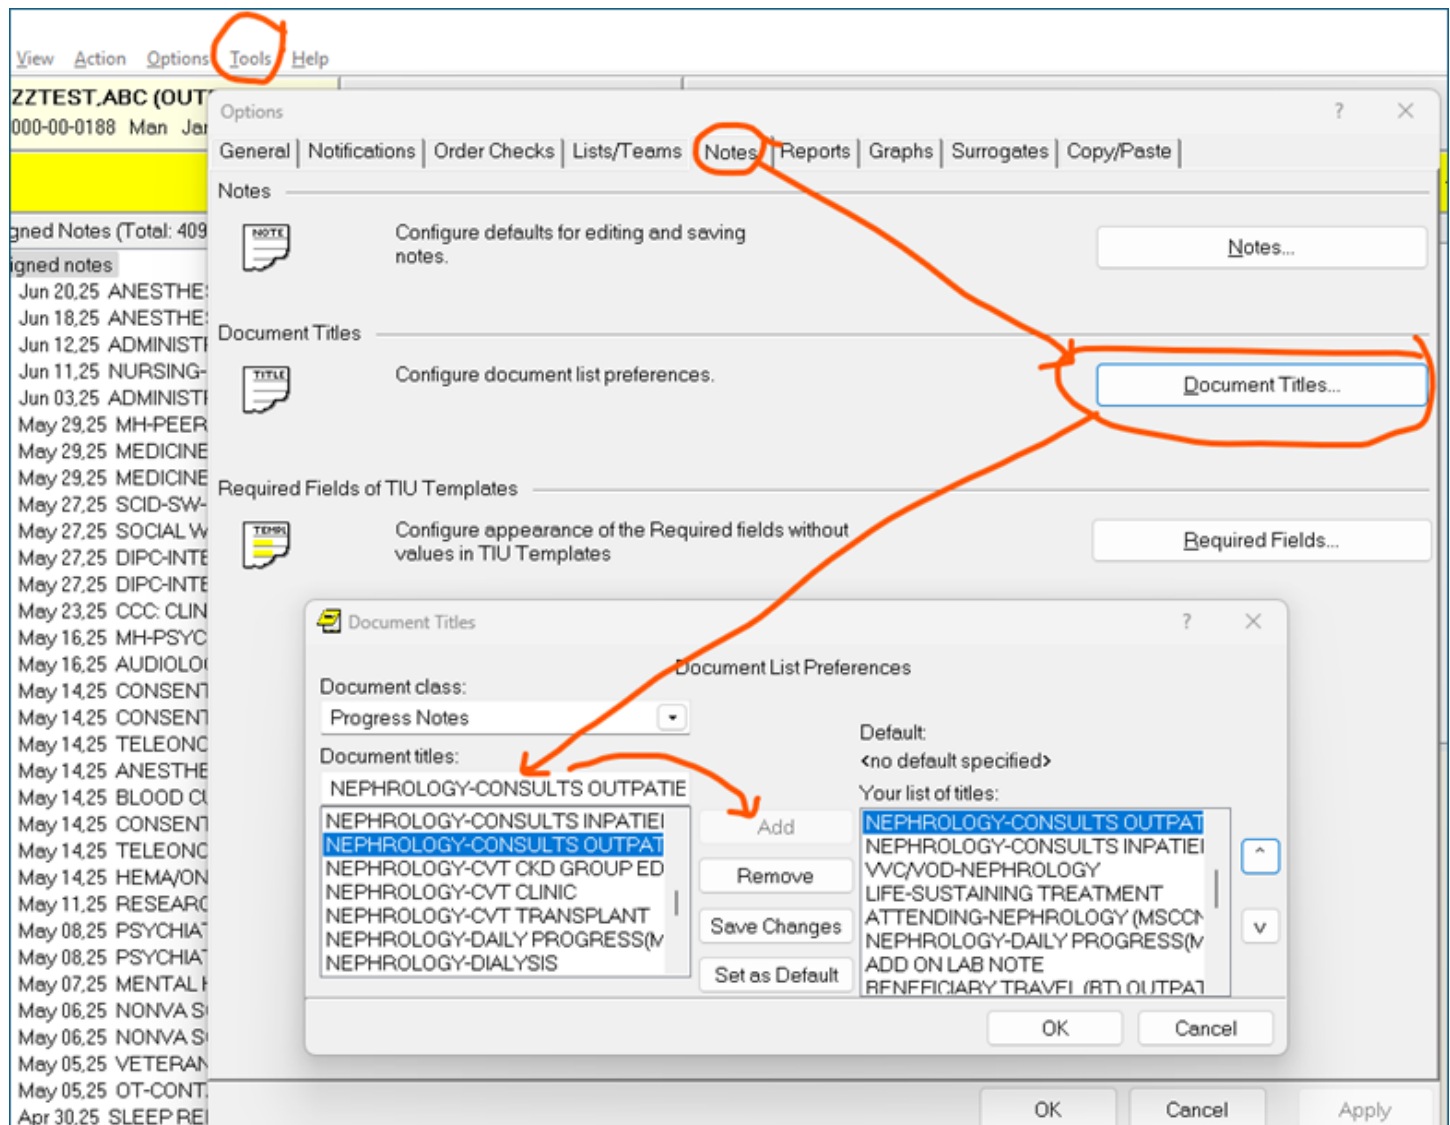 View Action Options Tools Help
ZZTEST,ABC (OUT
000-00-0188 Man Jar
gned Notes (Total: 409
igned notes
Jun 20,25 ANESTHES
Jun 18,25 ANESTHE
Jun 12,25 ADMINIST
Jun 11,25 NURSING-
Jun 03,25 ADMINIST
May 29,25 MH-PEER
May 29,25 MEDICINE
May 29,25 MEDICINE
May 27,25 SCID-SW-
May 27,25 SOCIAL W
May 27,25 DIPC-INTE
May 27,25 DIPC-INTE
May 23,25 CCC: CLIN
May 16,25 MH-PSYC
May 16,25 AUDIOLO
May 14,25 CONSENT
May 14,25 CONSENT
May 14,25 TELEONC
May 14,25 ANESTHE
May 14,25 BLOOD CU
May 14,25 CONSENT
May 14,25 TELEONC
May 14,25 HEMA/ON
May 11,25 RESEARC
May 08,25 PSYCHIAT
May 08,25 PSYCHIAT
May 07,25 MENTAL H
May 06,25 NONVA S
May 06,25 NONVA S
May 05,25 VETERAN
May 05,25 OT-CONT.
Apr 30,25 SLEEP REI
Options
General Notifications Order Checks Lists/Teams Notes Reports Graphs Surrogates Copy/Paste
Notes
NOTE
Configure defaults for editing and saving
notes.
Notes...
Document Titles
TITLE
Configure document list preferences.
Document Titles...
Required Fields of TIU Templates
TEMPL
Configure appearance of the Required fields without
values in TIU Templates
Required Fields...
Document Titles
Document List Preferences
Document class:
Progress Notes
Document titles:
NEPHROLOGY-CONSULTS OUTPATIE
NEPHROLOGY-CONSULTS INPATIEI
NEPHROLOGY-CONSULTS OUTPAT
NEPHROLOGY-CVT CKD GROUP ED
NEPHROLOGY-CVT CLINIC
NEPHROLOGY-CVT TRANSPLANT
NEPHROLOGY-DAILY PROGRESS(M
NEPHROLOGY-DIALYSIS
Add
Remove
Save Changes
Set as Default
Default:
<no default specified>
Your list of titles:
NEPHROLOGY-CONSULTS OUTPAT
NEPHROLOGY-CONSULTS INPATIEI
VVC/VOD-NEPHROLOGY
LIFE-SUSTAINING TREATMENT
ATTENDING-NEPHROLOGY (MSCCN
NEPHROLOGY-DAILY PROGRESS(M
ADD ON LAB NOTE
BENEFICIARY TRAVEL (BT) OUTPAT
OK Cancel
OK Cancel Apply